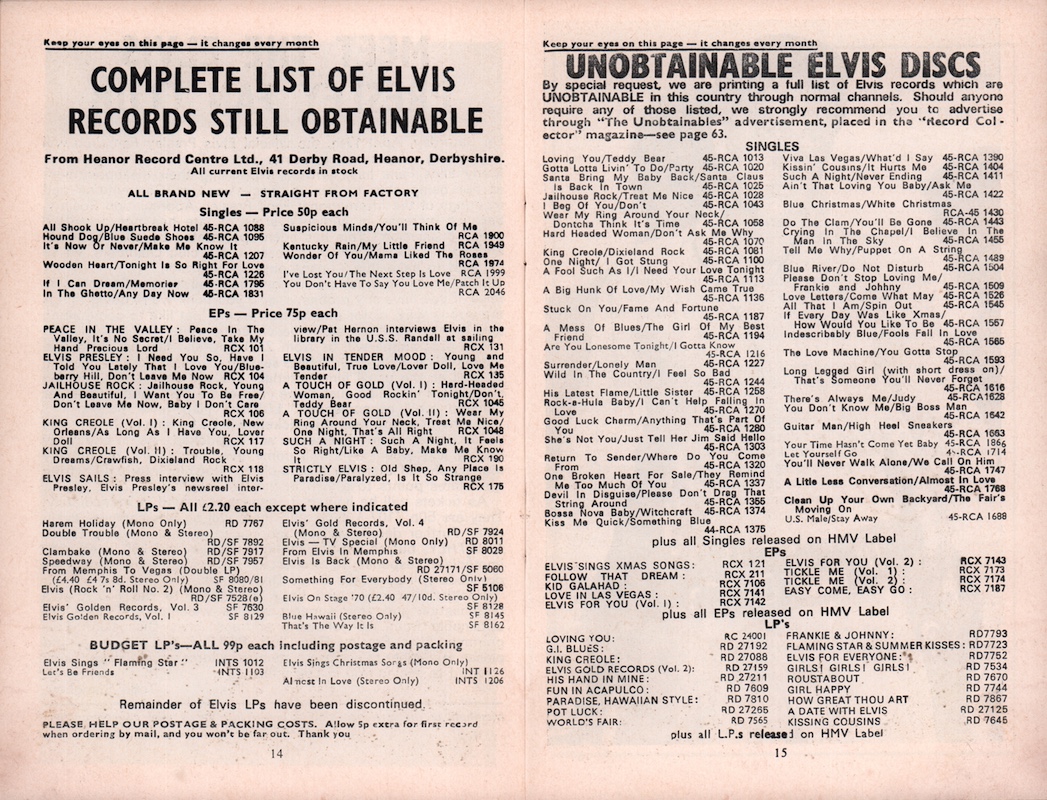 Keep your eyes on this page — it changes every month
COMPLETE LIST OF ELVIS
RECORDS STILL OBTAINABLE
From Heanor Record Centre Ltd., 41 Derby Road, Heanor, Derbyshire.
All current Elvis records in stock
ALL BRAND NEW — STRAIGHT FROM FACTORY
Singles — Price 50p each
All Shook Up/Heartbreak Hotel 45-RCA 1088
Hound Dog/Blue Suede Shoes 45-RCA 1095
It's Now Or Never/Make Me Know It
45-RCA 1207
Wooden Heart/Tonight Is So Right For Love
45-RCA 1226
If I Can Dream/Memories 45-RCA 1795
In The Ghetto/Any Day Now 45-RCA 1831
Suspicious Minds/You'll Think Of Me
RCA 1900
Kentucky Rain/My Little Friend RCA 1949
Wonder Of You/Mama Liked The Roses
RCA 1974
I've Lost You/The Next Step Is Love RCA 1999
You Don't Have To Say You Love Me/Patch It Up
RCA 2046
EPs — Price 75p each
PEACE IN THE VALLEY : Peace In The
Valley, It's No Secret/I Believe, Take My
Hand Precious Lord RCX 101
ELVIS PRESLEY : I Need You So, Have I
Told You Lately That I Love You/Blue-
berry Hill, Don't Leave Me Now RCX 104
JAILHOUSE ROCK : Jailhouse Rock, Young
And Beautiful, I Want You To Be Free/
Don't Leave Me Now, Baby I Don't Care
RCX 106
KING CREOLE (Vol. I) : King Creole, New
Orleans/As Long As I Have You, Lover
Doll RCX 117
KING CREOLE (Vol. II) : Trouble, Young
Dreams/Crawfish, Dixieland Rock
RCX 118
ELVIS SAILS : Press interview with Elvis
Presley, Elvis Presley's newsreel inter-
view/Pat Hernon interviews Elvis in the
library in the U.S.S. Randall at sailing
RCX 131
ELVIS IN TENDER MOOD : Young and
Beautiful, True Love/Lover Doll, Love Me
Tender RCX 135
A TOUCH OF GOLD (Vol. I) : Hard-Headed
Woman, Good Rockin' Tonight/Don't,
Teddy Bear RCX 1045
A TOUCH OF GOLD (Vol. II) : Wear My
Ring Around Your Neck, Treat Me Nice/
One Night, That's All Right RCX 1048
SUCH A NIGHT : Such A Night, It Feels
So Right/Like A Baby, Make Me Know
It RCX 190
STRICTLY ELVIS : Old Shep, Any Place Is
Paradise/Paralyzed, Is It So Strange
RCX 175
LPs — All £2.20 each except where indicated
Harem Holiday (Mono Only) RD 7767
Double Trouble (Mono & Stereo)
RD/SF 7892
Clambake (Mono & Stereo) RD/SF 7917
Speedway (Mono & Stereo) RD/SF 7957
From Memphis To Vegas (Double LP)
(£4.40 £4 7s 8d. Stereo Only) SF 8080/81
Elvis (Rock 'n' Roll No. 2) (Mono & Stereo)
RD/SF 7528(e)
Elvis' Golden Records, Vol. 3 SF 7630
Elvis Golden Records, Vol. I SF 8129
Elvis' Gold Records, Vol. 4
(Mono & Stereo) RD/SF 7924
Elvis — TV Special (Mono Only) RD 8011
From Elvis In Memphis SF 8029
Elvis Is Back (Mono & Stereo)
RD 27171/SF 5060
Something For Everybody (Stereo Only)
SF 5106
Elvis On Stage '70 (£2.40 47/10d. Stereo Only)
SF 8128
Blue Hawaii (Stereo Only) SF 8145
That's The Way It Is SF 8162
BUDGET LP's—ALL 99p each including postage and packing
Elvis Sings "Flaming Star" INTS 1012
Let's Be Friends INTS 1103
Elvis Sings Christmas Songs (Mono Only)
INT 1126
Almost In Love (Stereo Only) INTS 1206
Remainder of Elvis LPs have been discontinued.
PLEASE HELP OUR POSTAGE & PACKING COSTS. Allow 5p extra for first record
when ordering by mail, and you won't be far out. Thank you
14
Keep your eyes on this page — it changes every month
UNOBTAINABLE ELVIS DISCS
By special request, we are printing a full list of Elvis records which are
UNOBTAINABLE in this country through normal channels. Should anyone
require any of those listed, we strongly recommend you to advertise
through "The Unobtainables" advertisement, placed in the "Record Col-
ector" magazine—see page 63.
SINGLES
Loving You/Teddy Bear 45-RCA 1013
Gotta Lotta Livin' To Do/Party 45-RCA 1020
Santa Bring My Baby Back/Santa Claus
Is Back In Town 45-RCA 1025
Jailhouse Rock/Treat Me Nice 45-RCA 1028
I Beg Of You/Don't 45-RCA 1043
Wear My Ring Around Your Neck/
Dontcha Think It's Time 45-RCA 1058
Hard Headed Woman/Don't Ask Me Why
45-RCA 1070
King Creole/Dixieland Rock 45-RCA 1081
One Night/ I Got Stung 45-RCA 1100
A Fool Such As I/I Need Your Love Tonight
45-RCA 1113
A Big Hunk Of Love/My Wish Came True
45-RCA 1136
Stuck On You/Fame And Fortune
45-RCA 1187
A Mess Of Blues/The Girl Of My Best
Friend 45-RCA 1194
Are You Lonesome Tonight/I Gotta Know
45-RCA 1216
Surrender/Lonely Man 45-RCA 1227
Wild In The Country/I Feel So Bad
45-RCA 1244
His Latest Flame/Little Sister 45-RCA 1258
Rock-a-Hula Baby/I Can't Help Falling In
Love 45-RCA 1270
Good Luck Charm/Anything That's Part Of
You 45-RCA 1280
She's Not You/Just Tell Her Jim Said Hello
45-RCA 1303
Return To Sender/Where Do You Come
From 45-RCA 1320
One Broken Heart For Sale/They Remind
Me Too Much Of You 45-RCA 1337
Devil In Disguise/Please Don't Drag That
String Around 45-RCA 1355
Bossa Nova Baby/Witchcraft 45-RCA 1374
Kiss Me Quick/Something Blue
44-RCA 1375
Viva Las Vegas/What'd I Say 45-RCA 1390
Kissin' Cousins/It Hurts Me 45-RCA 1404
Such A Night/Never Ending 45-RCA 1411
Ain't That Loving You Baby/Ask Me
45-RCA 1422
Blue Christmas/White Christmas
RCA-45 1430
Do The Clam/You'll Be Gone 45-RCA 1443
Crying In The Chapel/I Believe In The
Man In The Sky 45-RCA 1455
Tell Me Why/Puppet On A String
45-RCA 1489
Blue River/Do Not Disturb 45-RCA 1504
Please Don't Stop Loving Me/
Frankie and Johhny 45-RCA 1509
Love Letters/Come What May 45-RCA 1526
All That I Am/Spin Out 45-RCA 1545
If Every Day Was Like Xmas/
How Would You Like To Be 45-RCA 1557
Indescribably Blue/Fools Fall In Love
45-RCA 1565
The Love Machine/You Gotta Stop
45-RCA 1593
Long Legged Girl (with short dress on)/
That's Someone You'll Never Forget
45-RCA 1616
There's Always Me/Judy 45-RCA1628
You Don't Know Me/Big Boss Man
45-RCA 1642
Guitar Man/High Heel Sneakers
45-RCA 1663
Your Time Hasn't Come Yet Baby 45-RCA 1866
Let Yourself Go 45-RCA 1714
You'll Never Walk Alone/We Call On Him
45-RCA 1747
A Little Less Conversation/Almost In Love
45-RCA 1768
Clean Up Your Own Backyard/The Fair's
Moving On
U.S. Male/Stay Away 45-RCA 1688
plus all Singles released on HMV Label
EPs
ELVIS SINGS XMAS SONGS: RCX 121
FOLLOW THAT DREAM : RCX 211
KID GALAHAD : RCX 7106
LOVE IN LAS VEGAS : RCX 7141
ELVIS FOR YOU (Vol. I) : RCX 7142
ELVIS FOR YOU (Vol. 2) : RCX 7143
TICKLE ME (Vol. 1) : RCX 7173
TICKLE ME (Vol. 2) : RCX 7174
EASY COME, EASY GO : RCX 7187
plus all EPs released on HMV Label
LP's
LOVING YOU: RC 24001
G.I. BLUES: RD 27192
KING CREOLE: RD 27088
ELVIS GOLD RECORDS (Vol. 2): RD 27159
HIS HAND IN MINE: RD 27211
FUN IN ACAPULCO: RD 7609
PARADISE, HAWAIIAN STYLE: RD 7810
POT LUCK: RD 27265
WORLD'S FAIR: RD 7565
FRANKIE & JOHNNY: RD7793
FLAMING STAR & SUMMER KISSES: RD7723
ELVIS FOR EVERYONE: RD7752
GIRLS! GIRLS! GIRLS! RD 7534
ROUSTABOUT RD 7670
GIRL HAPPY RD 7744
HOW GREAT THOU ART RD 7867
A DATE WITH ELVIS RD 27125
KISSING COUSINS RD 7645
plus all L.P.s released on HMV Label
15